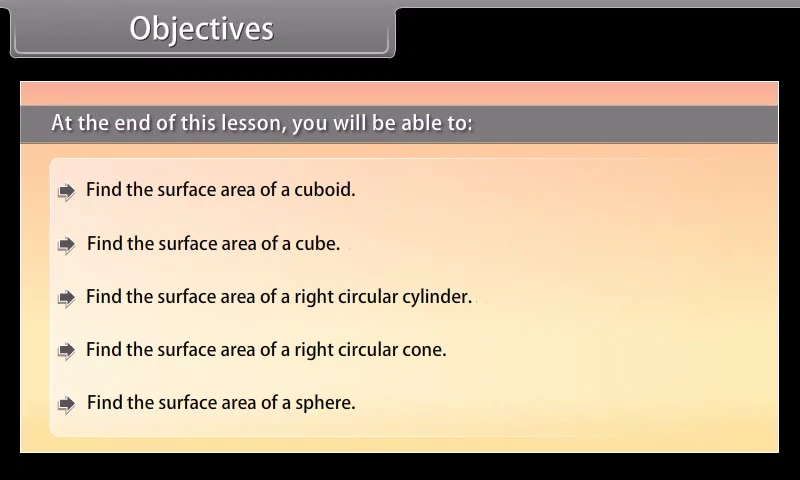 Objectives
At the end of this lesson, you will be able to:
Find the surface area of a cuboid.
Find the surface area of a cube.
Find the surface area of a right circular cylinder.
Find the surface area of a right circular cone.
Find the surface area of a sphere.